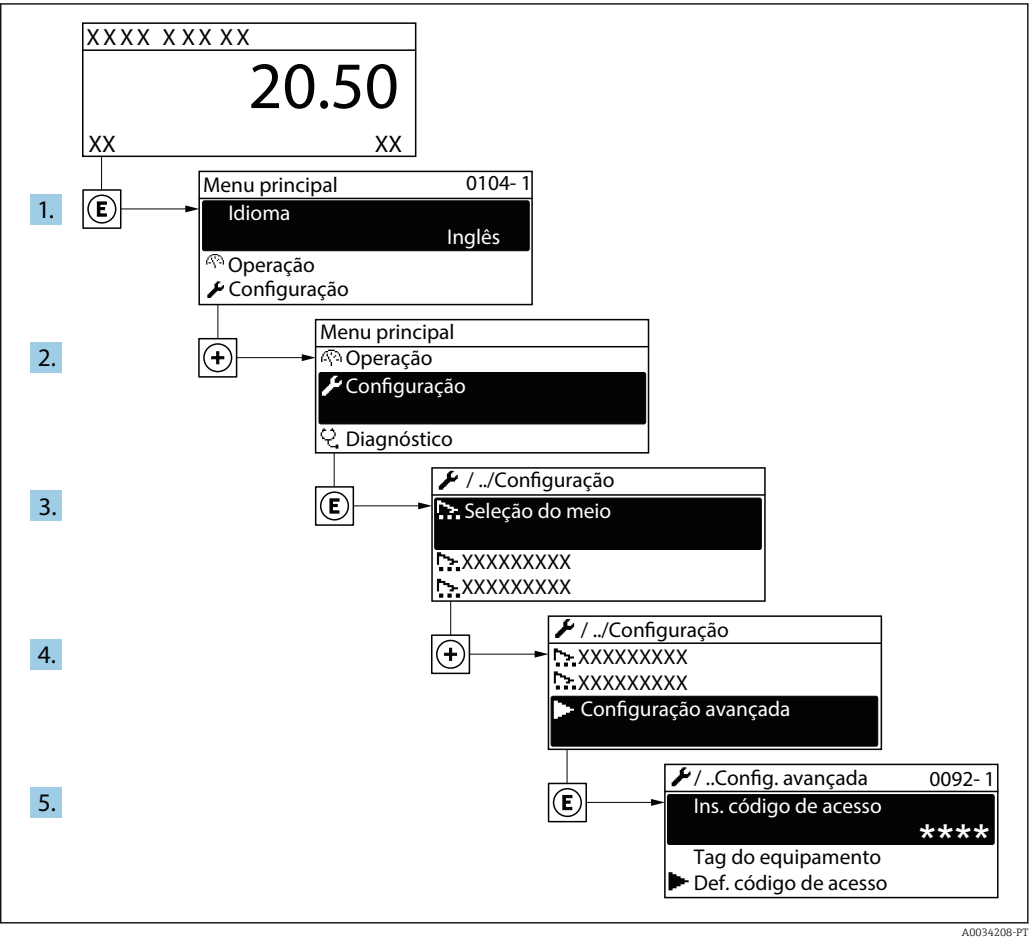 XXXX XXX XX
20.50
XX XX
1.
E
Menu principal 0104- 1
Idioma
Inglês
Operação
Configuração
2.
+
Menu principal
Operação
Configuração
Diagnóstico
3.
E
/ ../Configuração
Seleção do meio
XXXXXXXXX
XXXXXXXXX
4.
+
/ ../Configuração
XXXXXXXXX
XXXXXXXXX
Configuração avançada
5.
E
/ ..Config. avançada 0092- 1
Ins. código de acesso
****
Tag do equipamento
Def. código de acesso
A0034208-PT